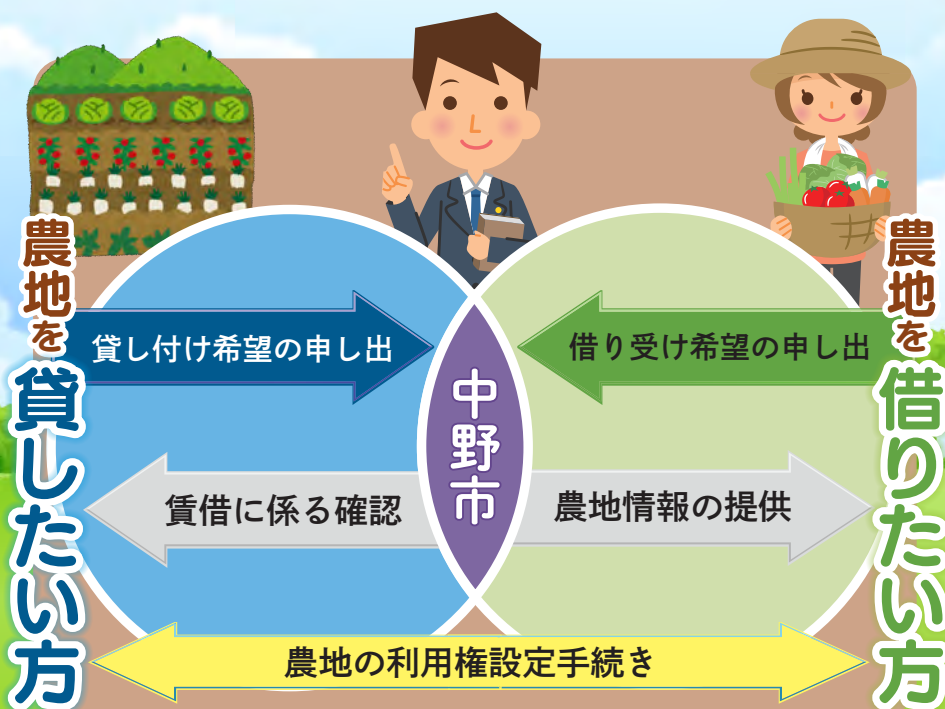 農地を貸したい方
貸し付け希望の申し出
賃借に係る確認
中野市
借り受け希望の申し出
農地情報の提供
農地を借りたい方
農地の利用権設定手続き